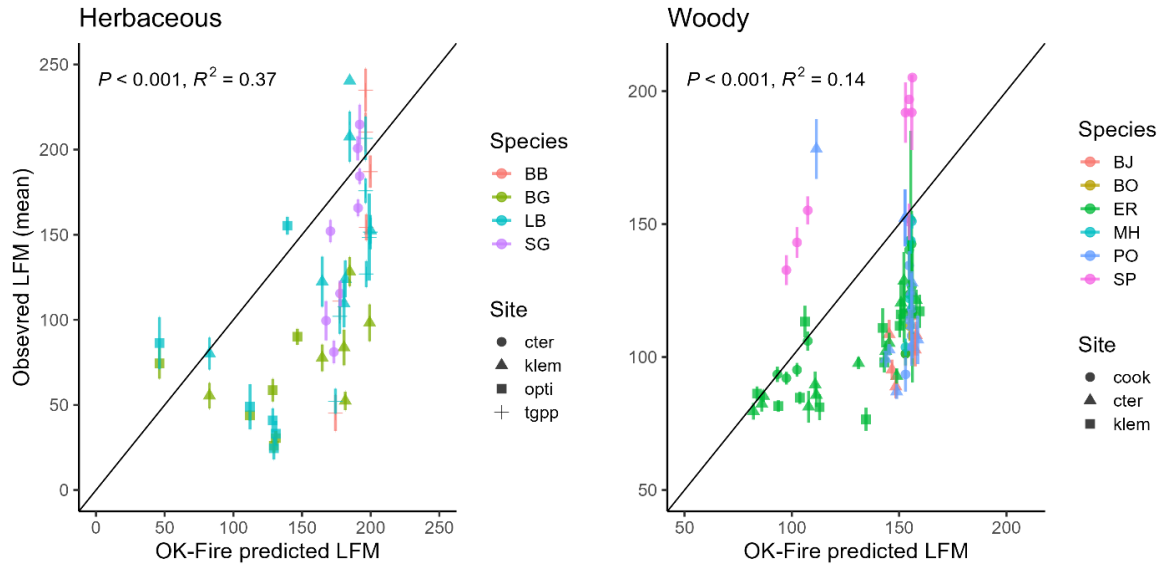 Herbaceous
P < 0.001, R² = 0.37
Obsevred LFM (mean)
250
200
150
100
50
0
0 50 100 150 200 250
OK-Fire predicted LFM
Species
BB
BG
LB
SG
Site
cter
klem
opti
tgpp
Woody
P < 0.001, R² = 0.14
200
150
100
50
50 100 150 200
OK-Fire predicted LFM
Species
BJ
BO
ER
MH
PO
SP
Site
cook
cter
klem